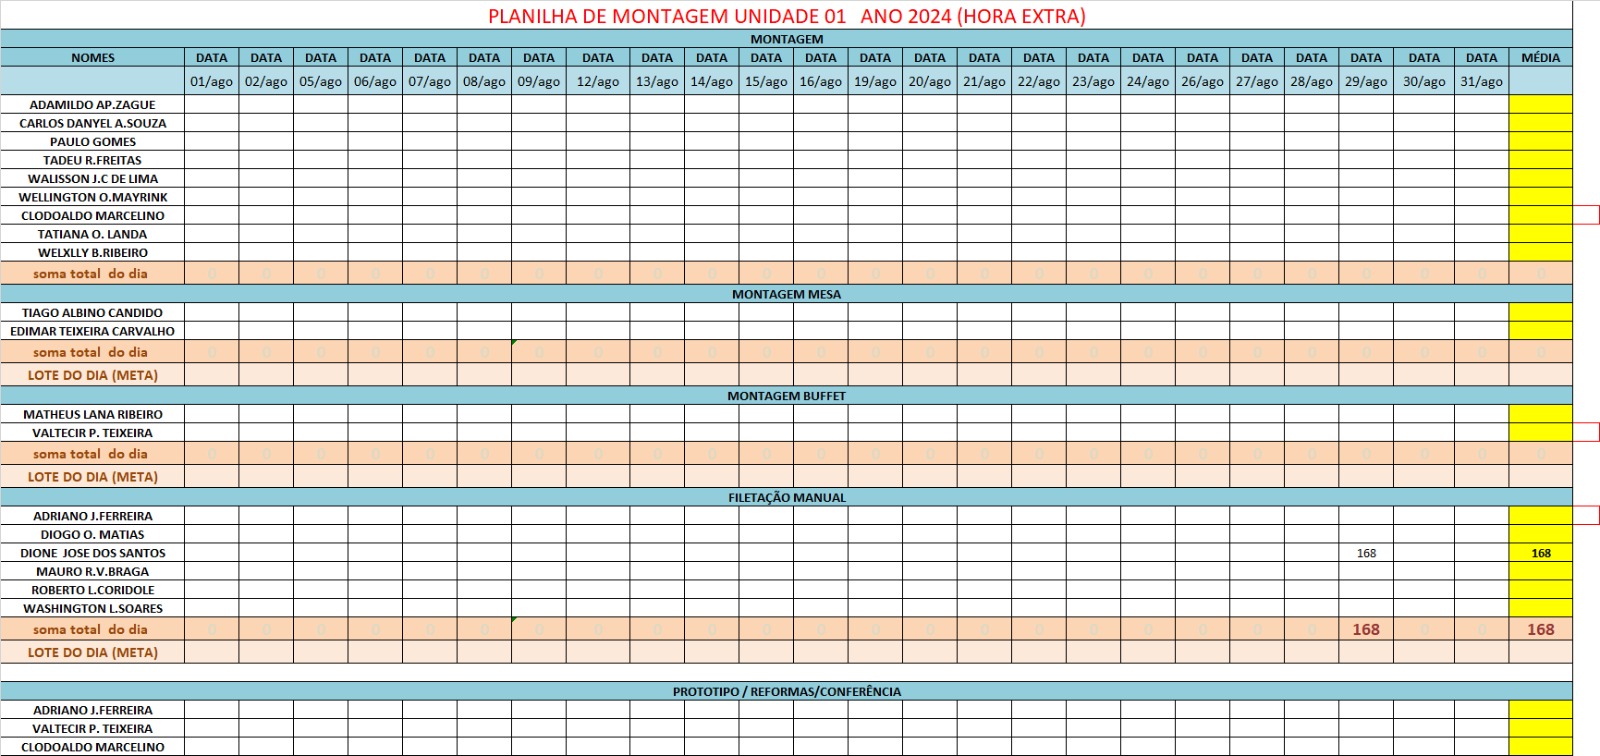 PLANILHA DE MONTAGEM UNIDADE 01 ANO 2024 (HORA EXTRA)
MONTAGEM
NOMES DATA DATA DATA DATA DATA DATA DATA DATA DATA DATA DATA DATA DATA DATA DATA DATA DATA DATA DATA DATA DATA DATA DATA DATA MÉDIA
01/ago 02/ago 05/ago 06/ago 07/ago 08/ago 09/ago 12/ago 13/ago 14/ago 15/ago 16/ago 19/ago 20/ago 21/ago 22/ago 23/ago 24/ago 26/ago 27/ago 28/ago 29/ago 30/ago 31/ago
ADAMILDO AP.ZAGUE
CARLOS DANYEL A.SOUZA
PAULO GOMES
TADEU R.FREITAS
WALISSON J.C DE LIMA
WELLINGTON O.MAYRINK
CLODOALDO MARCELINO
TATIANA O. LANDA
WELXLLY B.RIBEIRO
soma total do dia 0 0 0 0 0 0 0 0 0 0 0 0 0 0 0 0 0 0 0 0 0 0 0 0 0
MONTAGEM MESA
TIAGO ALBINO CANDIDO
EDIMAR TEIXEIRA CARVALHO
soma total do dia 0 0 0 0 0 0 0 0 0 0 0 0 0 0 0 0 0 0 0 0 0 0 0 0 0
LOTE DO DIA (META)
MONTAGEM BUFFET
MATHEUS LANA RIBEIRO
VALTECIR P. TEIXEIRA
soma total do dia 0 0 0 0 0 0 0 0 0 0 0 0 0 0 0 0 0 0 0 0 0 0 0 0 0
LOTE DO DIA (META)
FILETAÇÃO MANUAL
ADRIANO J.FERREIRA
DIOGO O. MATIAS
DIONE JOSE DOS SANTOS 168 168
MAURO R.V.BRAGA
ROBERTO L.CORIDOLE
WASHINGTON L.SOARES
soma total do dia 0 0 0 0 0 0 0 0 0 0 0 0 0 0 0 0 0 0 0 0 0 168 0 0 168
LOTE DO DIA (META)
PROTOTIPO / REFORMAS/CONFERÊNCIA
ADRIANO J.FERREIRA
VALTECIR P. TEIXEIRA
CLODOALDO MARCELINO